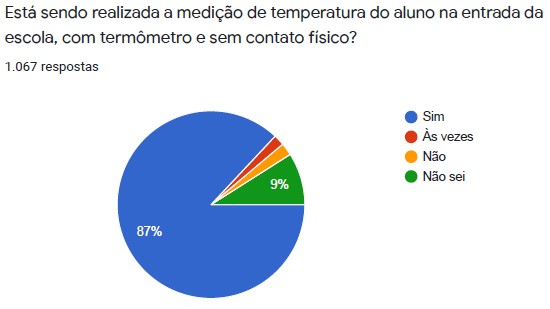 Está sendo realizada a medição de temperatura do aluno na entrada da
escola, com termômetro e sem contato físico?
1.067 respostas
Sim
Às vezes
Não
Não sei
9%
87%